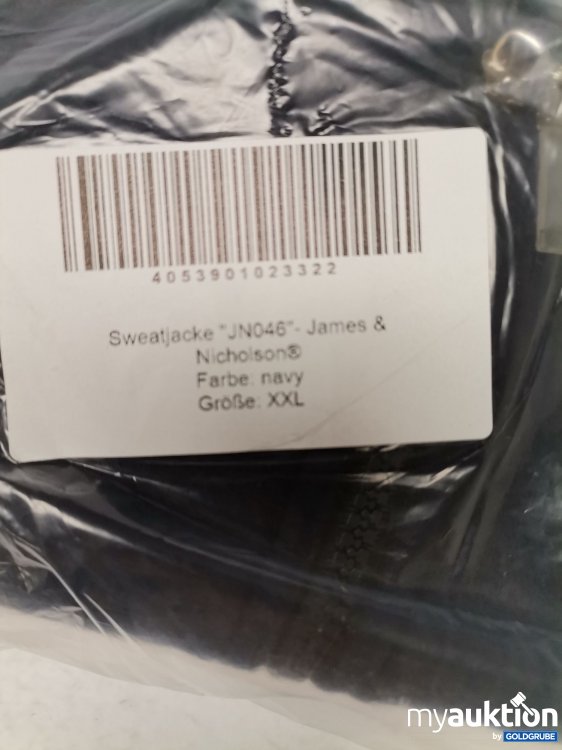 4053901023322
Sweatjacke "JN046"- James &
Nicholson®
Farbe: navy
Größe: XXL
myauktion
by GOLDGRUBE